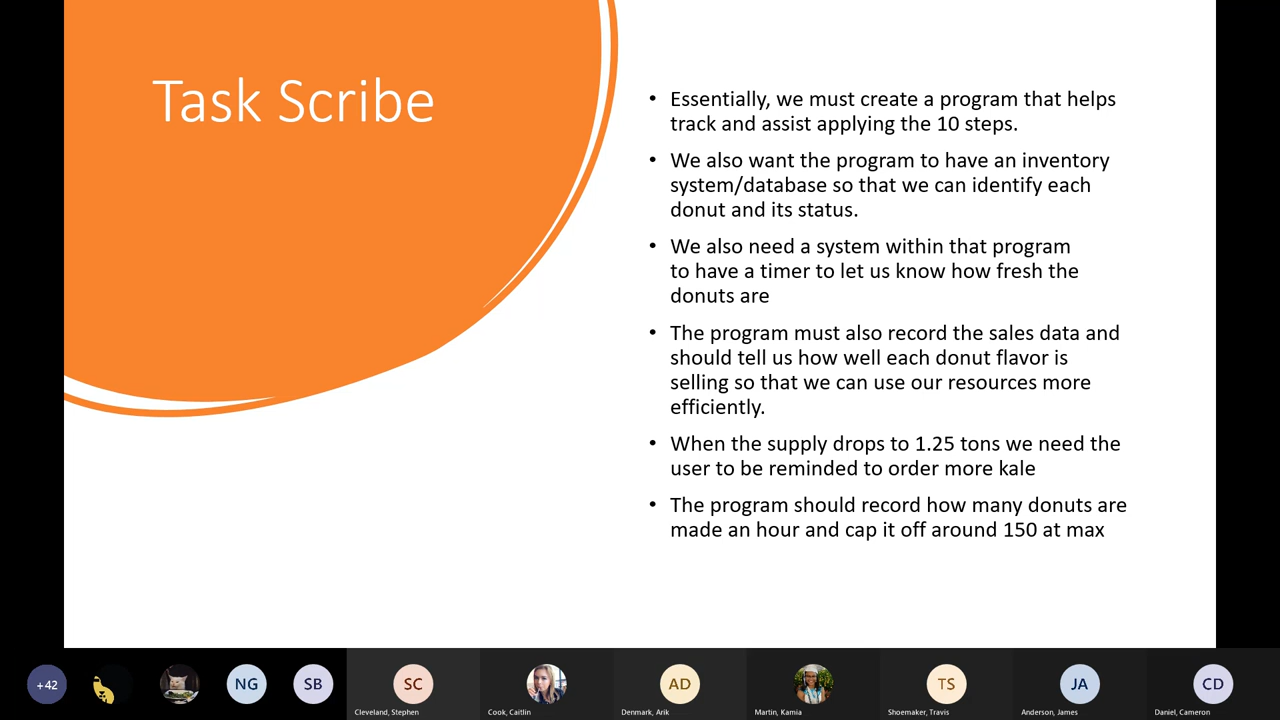 Task Scribe
• Essentially, we must create a program that helps
track and assist applying the 10 steps.
• We also want the program to have an inventory
system/database so that we can identify each
donut and its status.
• We also need a system within that program
to have a timer to let us know how fresh the
donuts are
• The program must also record the sales data and
should tell us how well each donut flavor is
selling so that we can use our resources more
efficiently.
• When the supply drops to 1.25 tons we need the
user to be reminded to order more kale
• The program should record how many donuts are
made an hour and cap it off around 150 at max
+42
NG
SB
SC
AD
TS
JA
CD
Cleveland, Stephen
Cook, Caitlin
Denmark, Arik
Martin, Kamia
Shoemaker, Travis
Anderson, James
Daniel, Cameron